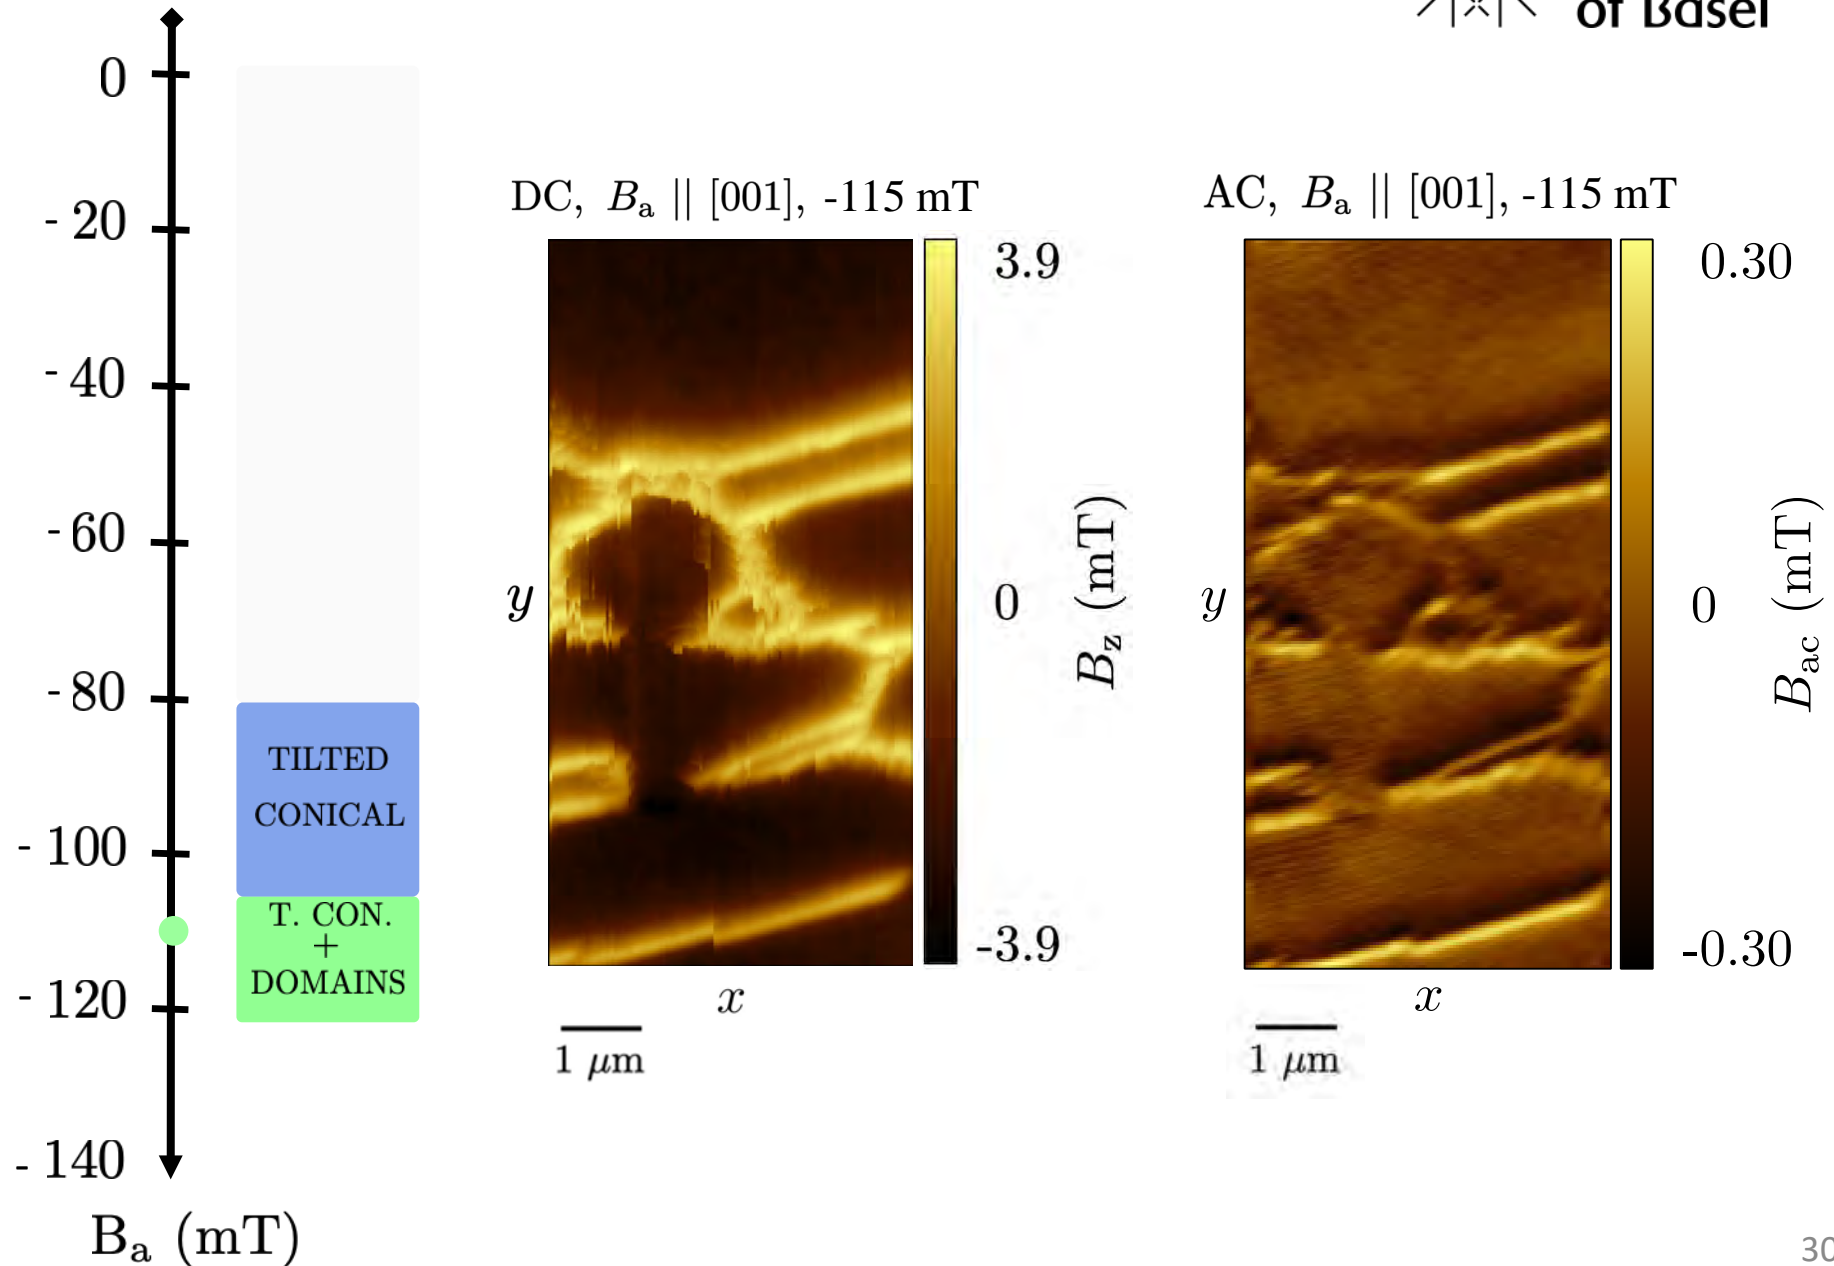 of Basel
0
- 20
- 40
- 60
- 80
- 100
- 120
- 140
Bₐ (mT)
TILTED
CONICAL
T. CON.
+
DOMAINS
DC, Bₐ || [001], -115 mT
3.9
0
-3.9
B_z (mT)
y
x
1 μm
AC, Bₐ || [001], -115 mT
0.30
0
-0.30
B_ac (mT)
y
x
1 μm
30